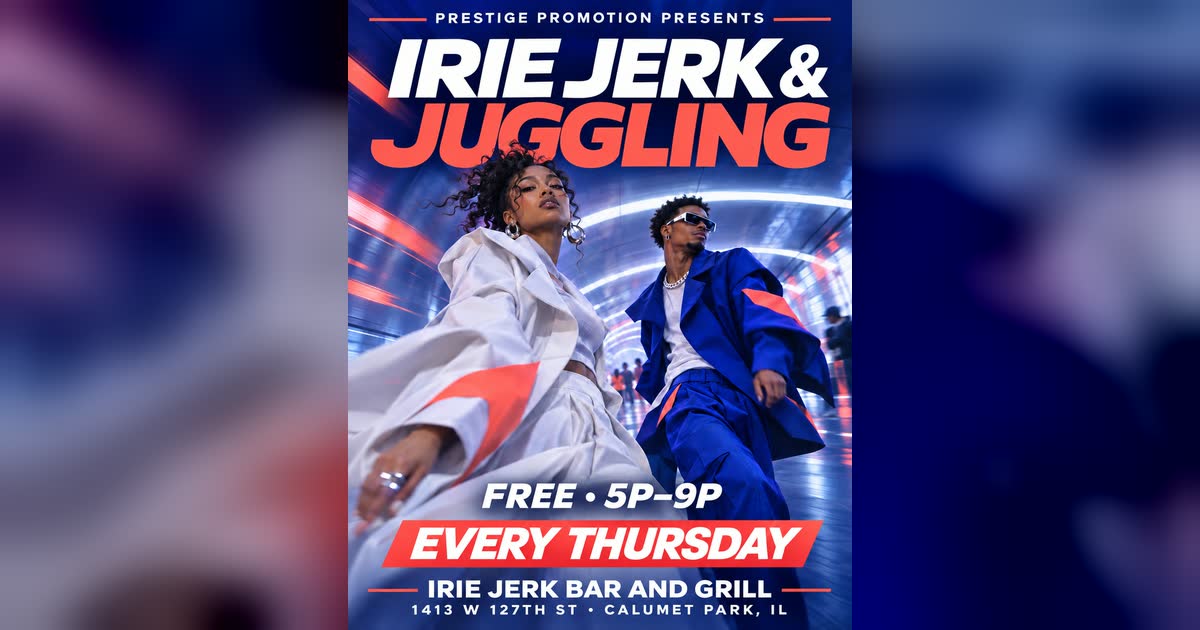 PRESTIGE PROMOTION PRESENTS
IRIE JERK &
JUGGLING
FREE • 5P–9P
EVERY THURSDAY
IRIE JERK BAR AND GRILL
1413 W 127TH ST • CALUMET PARK, IL